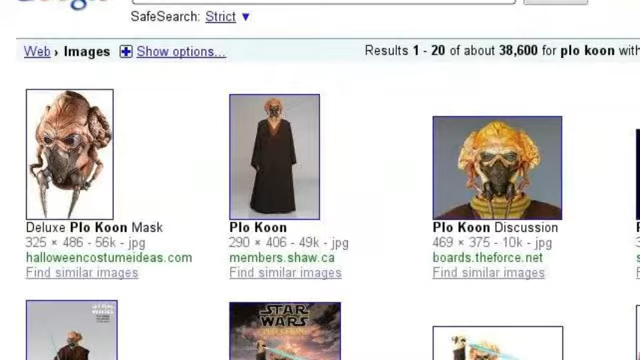 Google
SafeSearch: Strict ▼
Web › Images + Show options... Results 1 - 20 of about 38,600 for plo koon with
Deluxe Plo Koon Mask
325 × 486 - 56k - jpg
halloweencostumeideas.com
Find similar images
Plo Koon
290 × 406 - 49k - jpg
members.shaw.ca
Find similar images
Plo Koon Discussion
469 × 375 - 10k - jpg
boards.theforce.net
Find similar images
STAR
WARS